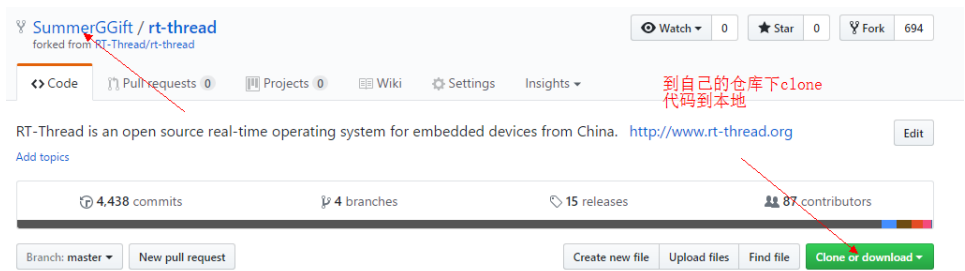 SummerGGift / rt-thread
forked from RT-Thread/rt-thread
Watch 0 Star 0 Fork 694
Code Pull requests 0 Projects 0 Wiki Settings Insights
到自己的仓库下clone
代码到本地
RT-Thread is an open source real-time operating system for embedded devices from China. http://www.rt-thread.org Edit
Add topics
4,438 commits 4 branches 15 releases 87 contributors
Branch: master New pull request Create new file Upload files Find file Clone or download